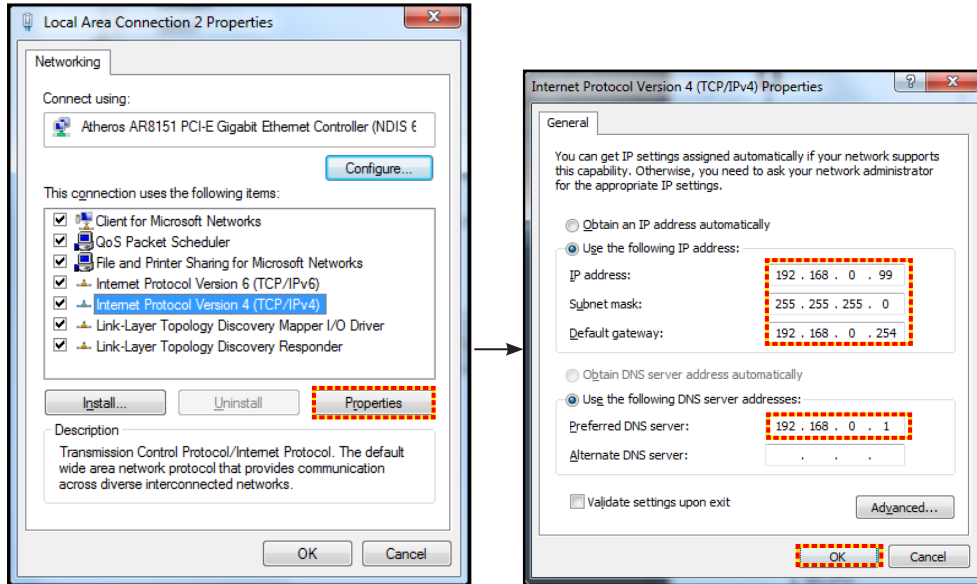 Local Area Connection 2 Properties
Networking
Connect using:
Atheros AR8151 PCI-E Gigabit Ethernet Controller (NDIS 6
Configure...
This connection uses the following items:
Client for Microsoft Networks
QoS Packet Scheduler
File and Printer Sharing for Microsoft Networks
Internet Protocol Version 6 (TCP/IPv6)
Internet Protocol Version 4 (TCP/IPv4)
Link-Layer Topology Discovery Mapper I/O Driver
Link-Layer Topology Discovery Responder
Install...
Uninstall
Properties
Description
Transmission Control Protocol/Internet Protocol. The default
wide area network protocol that provides communication
across diverse interconnected networks.
OK
Cancel
Internet Protocol Version 4 (TCP/IPv4) Properties
General
You can get IP settings assigned automatically if your network supports
this capability. Otherwise, you need to ask your network administrator
for the appropriate IP settings.
Obtain an IP address automatically
Use the following IP address:
IP address: 192 . 168 . 0 . 99
Subnet mask: 255 . 255 . 255 . 0
Default gateway: 192 . 168 . 0 . 254
Obtain DNS server address automatically
Use the following DNS server addresses:
Preferred DNS server: 192 . 168 . 0 . 1
Alternate DNS server: . . .
Validate settings upon exit
Advanced...
OK
Cancel